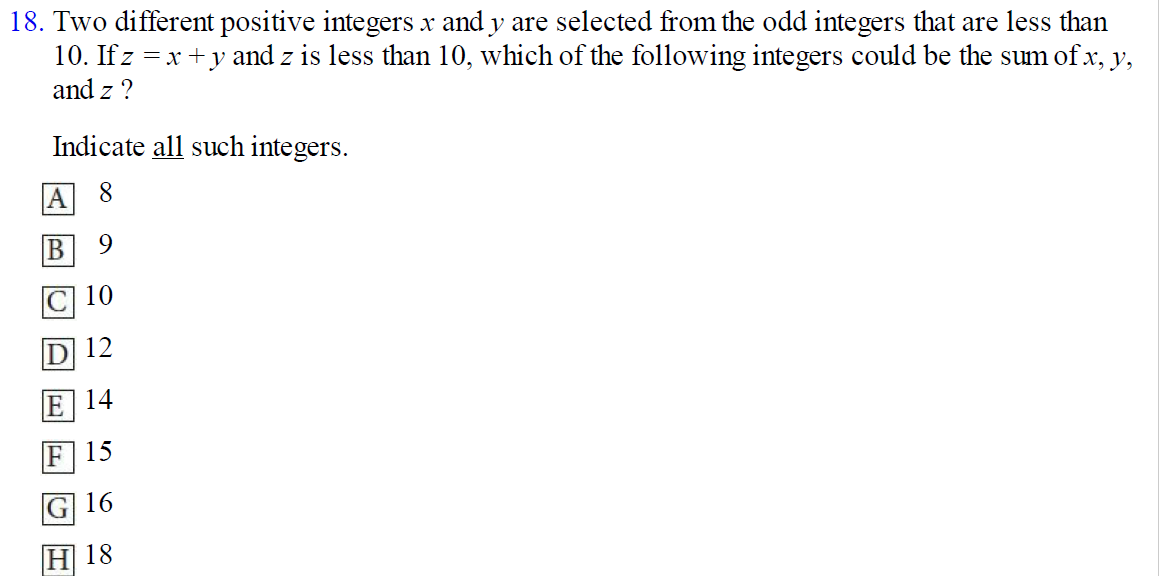 18. Two different positive integers x and y are selected from the odd integers that are less than
10. If z = x + y and z is less than 10, which of the following integers could be the sum of x, y,
and z ?
Indicate all such integers.
A 8
B 9
C 10
D 12
E 14
F 15
G 16
H 18